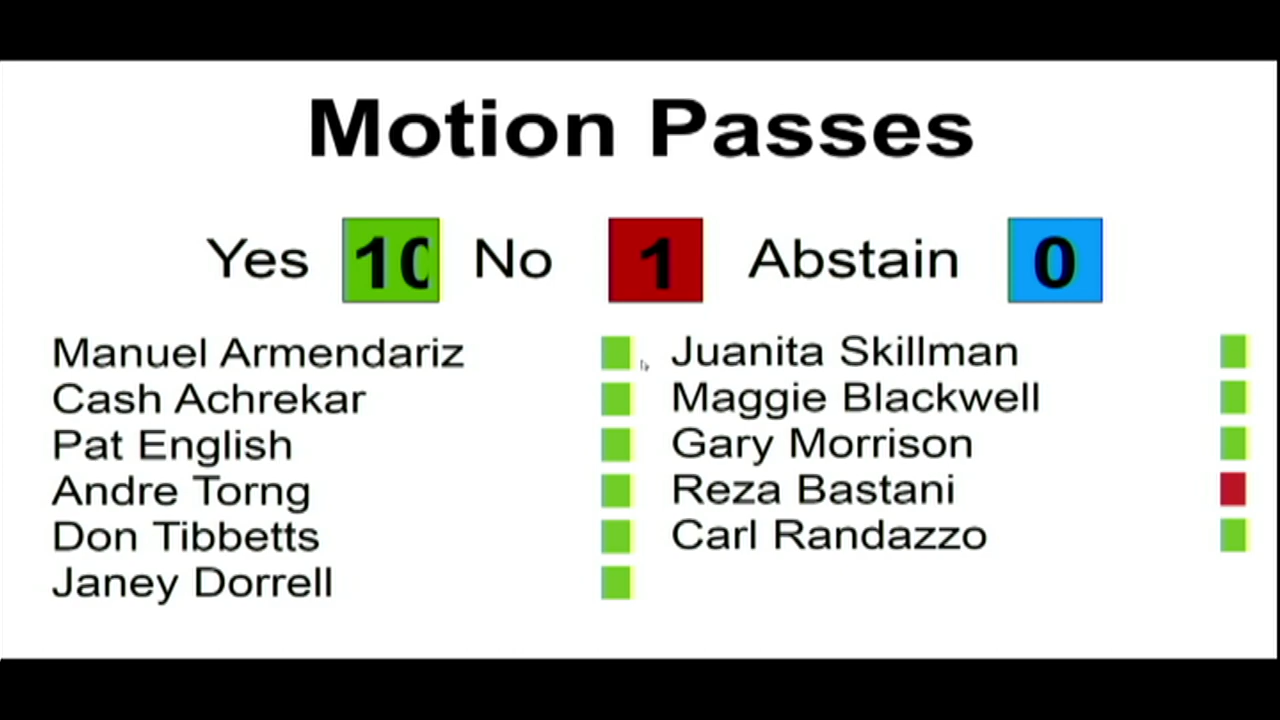 Motion Passes
Yes 10 No 1 Abstain 0
Manuel Armendariz
Cash Achrekar
Pat English
Andre Torng
Don Tibbetts
Janey Dorrell
Juanita Skillman
Maggie Blackwell
Gary Morrison
Reza Bastani
Carl Randazzo